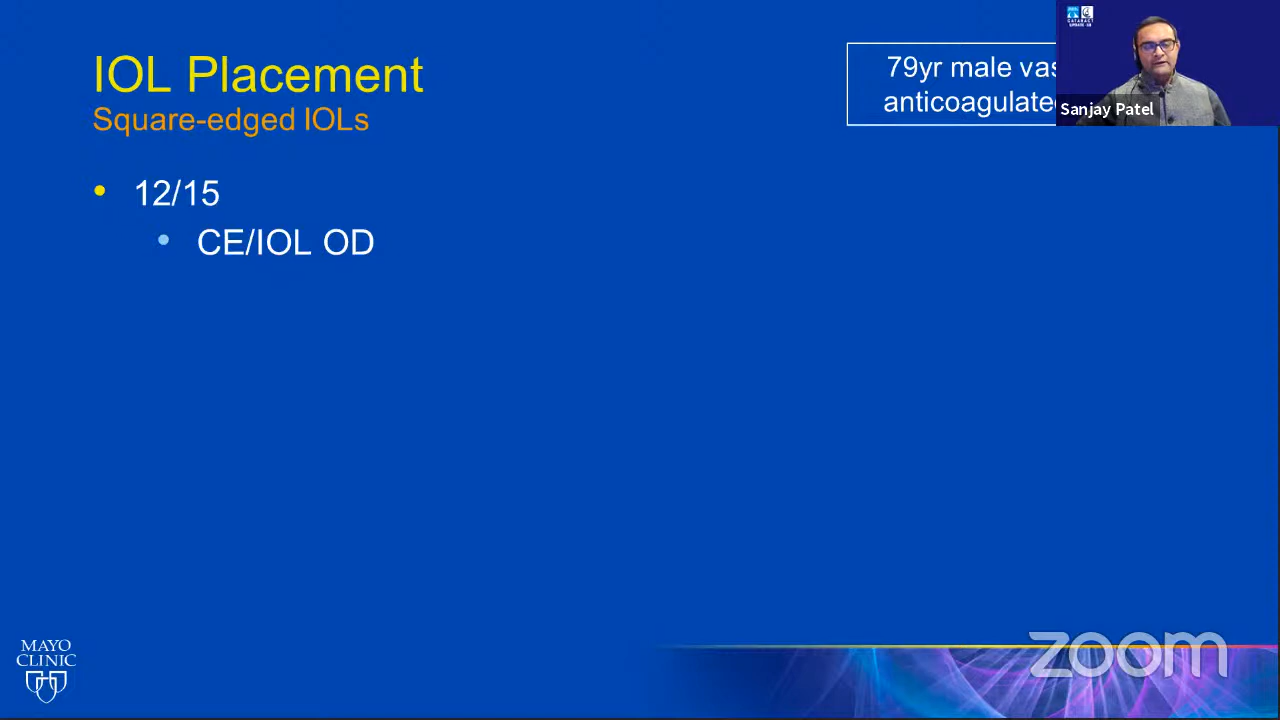 IOL Placement
Square-edged IOLs
79yr male vas
anticoagulate
Sanjay Patel
• 12/15
• CE/IOL OD
MAYO
CLINIC
zoom